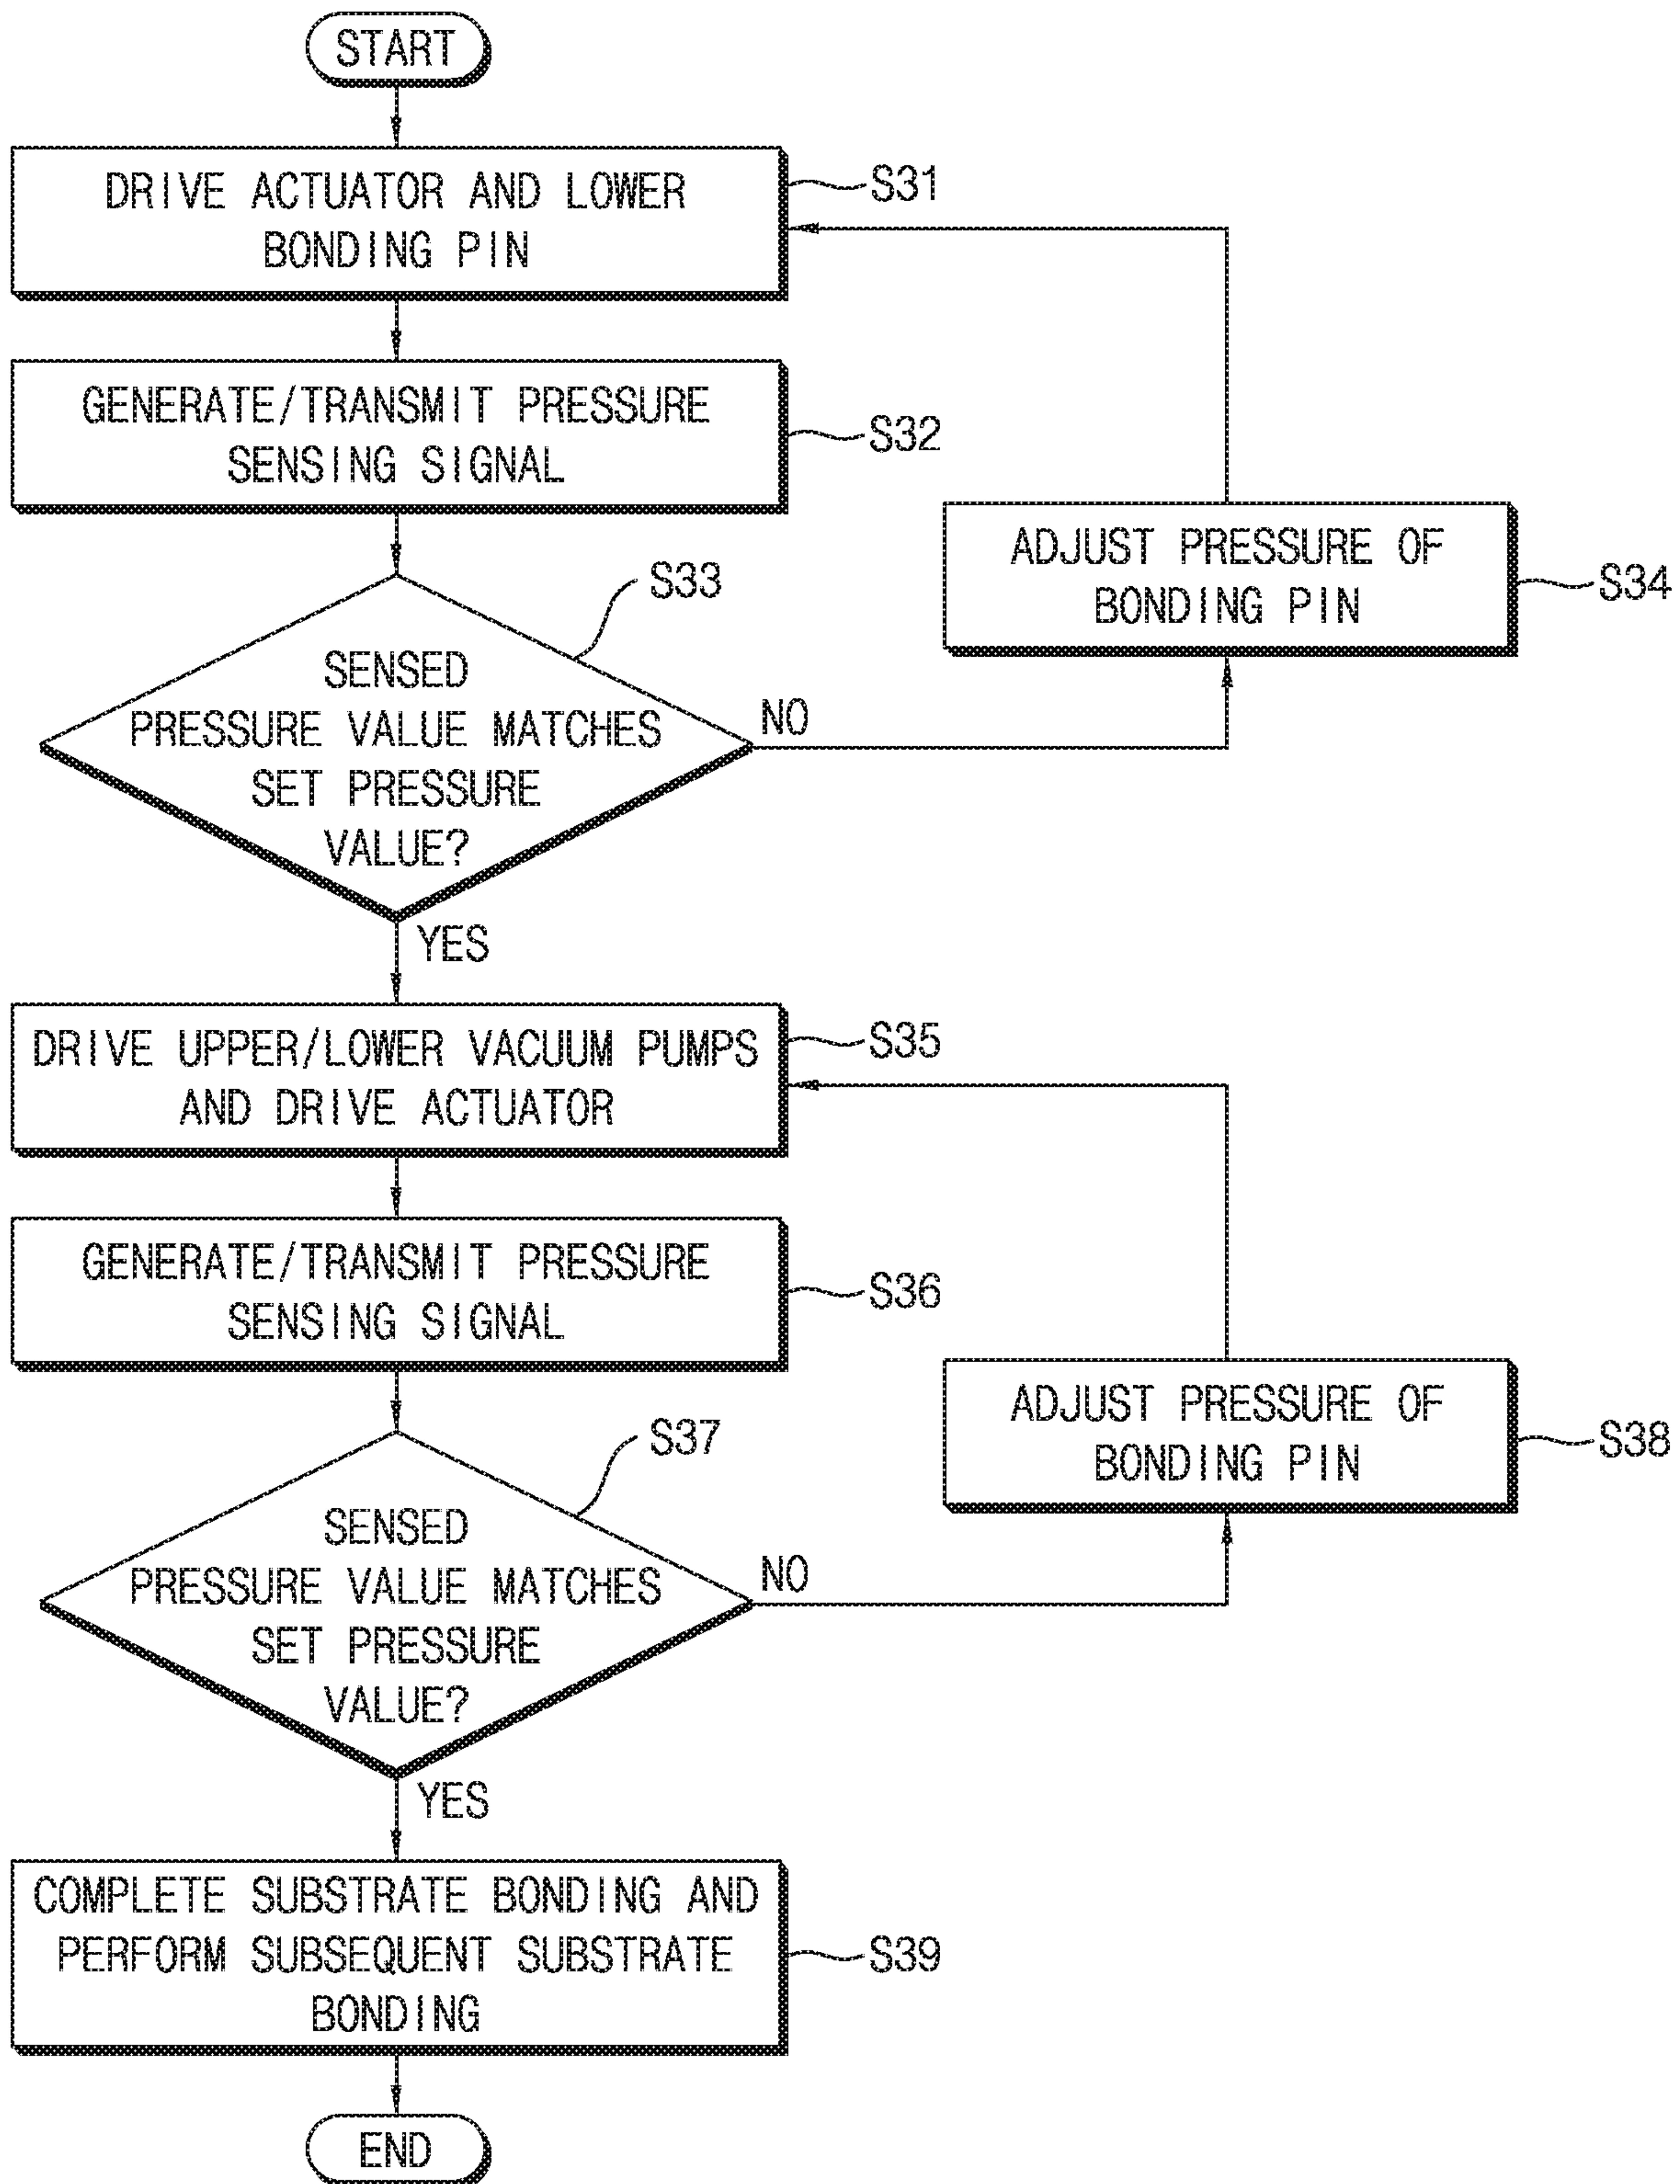 START
DRIVE ACTUATOR AND LOWER
BONDING PIN
S31
GENERATE/TRANSMIT PRESSURE
SENSING SIGNAL
S32
SENSED
PRESSURE VALUE MATCHES
SET PRESSURE
VALUE?
S33
NO
ADJUST PRESSURE OF
BONDING PIN
S34
YES
DRIVE UPPER/LOWER VACUUM PUMPS
AND DRIVE ACTUATOR
S35
GENERATE/TRANSMIT PRESSURE
SENSING SIGNAL
S36
SENSED
PRESSURE VALUE MATCHES
SET PRESSURE
VALUE?
S37
NO
ADJUST PRESSURE OF
BONDING PIN
S38
YES
COMPLETE SUBSTRATE BONDING AND
PERFORM SUBSEQUENT SUBSTRATE
BONDING
S39
END